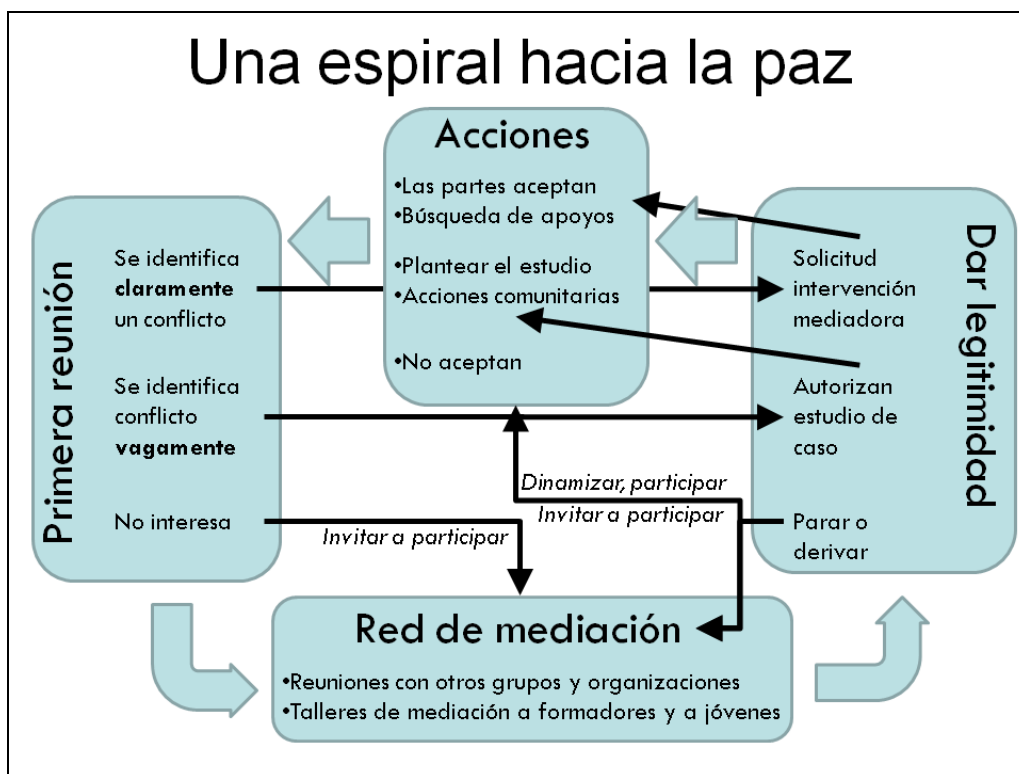 Una espiral hacia la paz
Acciones
•Las partes aceptan
•Búsqueda de apoyos
•Plantear el estudio
•Acciones comunitarias
•No aceptan
Primera reunión
Se identifica
claramente
un conflicto
Se identifica
conflicto
vagamente
No interesa
Dar legitimidad
Solicitud
intervención
mediadora
Autorizan
estudio de
caso
Parar o
derivar
Dinamizar, participar
Invitar a participar
Invitar a participar
Red de mediación
•Reuniones con otros grupos y organizaciones
•Talleres de mediación a formadores y a jóvenes